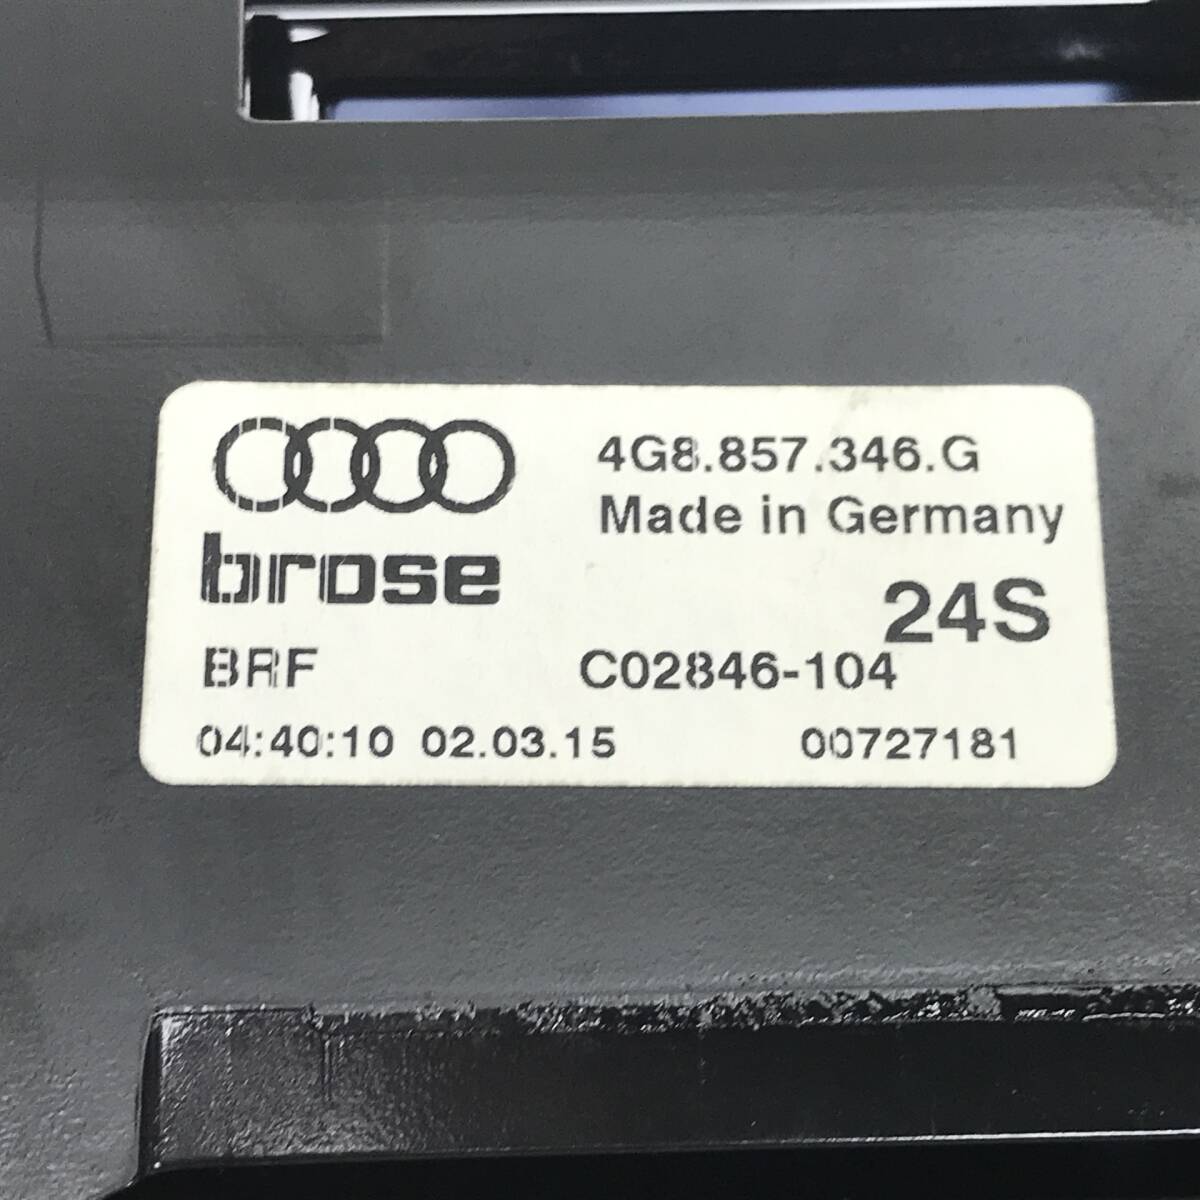 4G8.857.346.G
Made in Germany
brose
24S
BRF
C02846-104
04:40:10 02.03.15
00727181